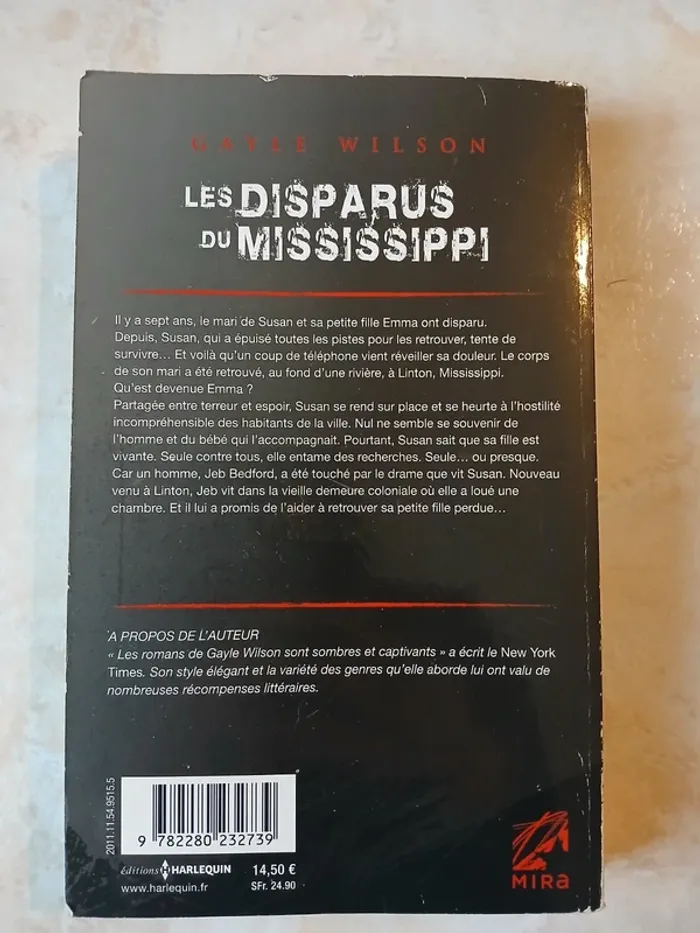 GAYLE WILSON
LES DISPARUS
DU MISSISSIPPI
Il y a sept ans, le mari de Susan et sa petite fille Emma ont disparu.
Depuis, Susan, qui a épuisé toutes les pistes pour les retrouver, tente de
survivre… Et voilà qu'un coup de téléphone vient réveiller sa douleur. Le corps
de son mari a été retrouvé, au fond d'une rivière, à Linton, Mississippi.
Qu'est devenue Emma ?
Partagée entre terreur et espoir, Susan se rend sur place et se heurte à l'hostilité
incompréhensible des habitants de la ville. Nul ne semble se souvenir de
l'homme et du bébé qui l'accompagnait. Pourtant, Susan sait que sa fille est
vivante. Seule contre tous, elle entame des recherches. Seule… ou presque.
Car un homme, Jeb Bedford, a été touché par le drame que vit Susan. Nouveau
venu à Linton, Jeb vit dans la vieille demeure coloniale où elle a loué une
chambre. Et il lui a promis de l'aider à retrouver sa petite fille perdue…
A PROPOS DE L'AUTEUR
« Les romans de Gayle Wilson sont sombres et captivants » a écrit le New York
Times. Son style élégant et la variété des genres qu'elle aborde lui ont valu de
nombreuses récompenses littéraires.
2011.11.54.9515.5
9 782280 232739
éditions HARLEQUIN
www.harlequin.fr
14,50 €
SFr. 24.90
MIRA